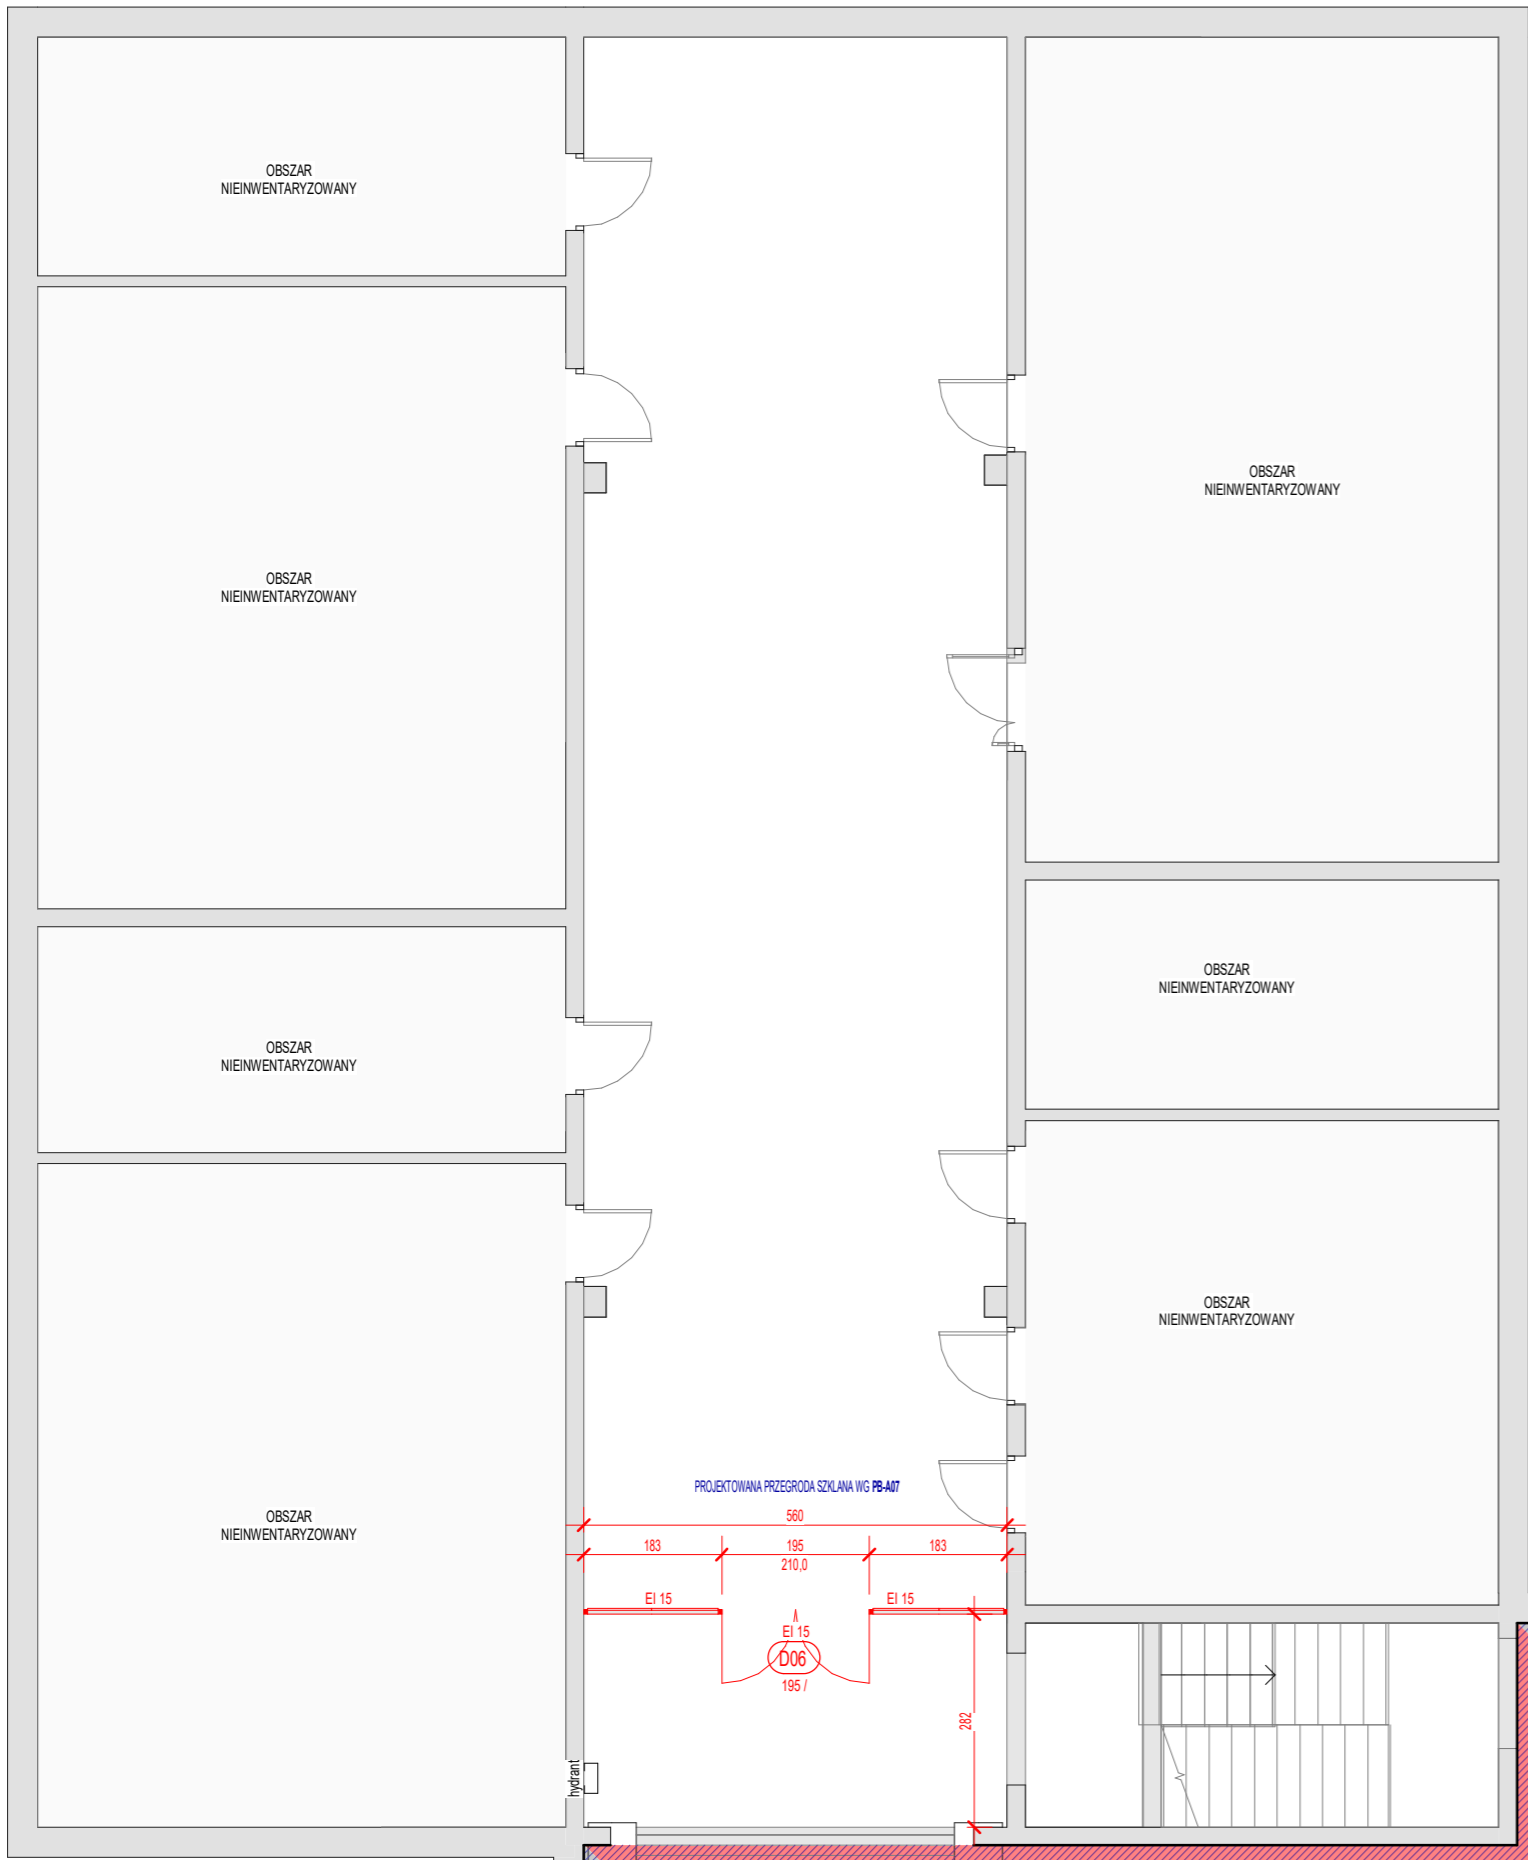 OBSZAR
NIEINWENTARYZOWANY
OBSZAR
NIEINWENTARYZOWANY
OBSZAR
NIEINWENTARYZOWANY
OBSZAR
NIEINWENTARYZOWANY
OBSZAR
NIEINWENTARYZOWANY
OBSZAR
NIEINWENTARYZOWANY
PROJEKTOWANA PRZEGRODA SZKLANA WG PB-A07
560
OBSZAR
NIEINWENTARYZOWANY
183 195 183
210,0
EI 15 EI 15
EI 15
D06
195 /
282
hydrant